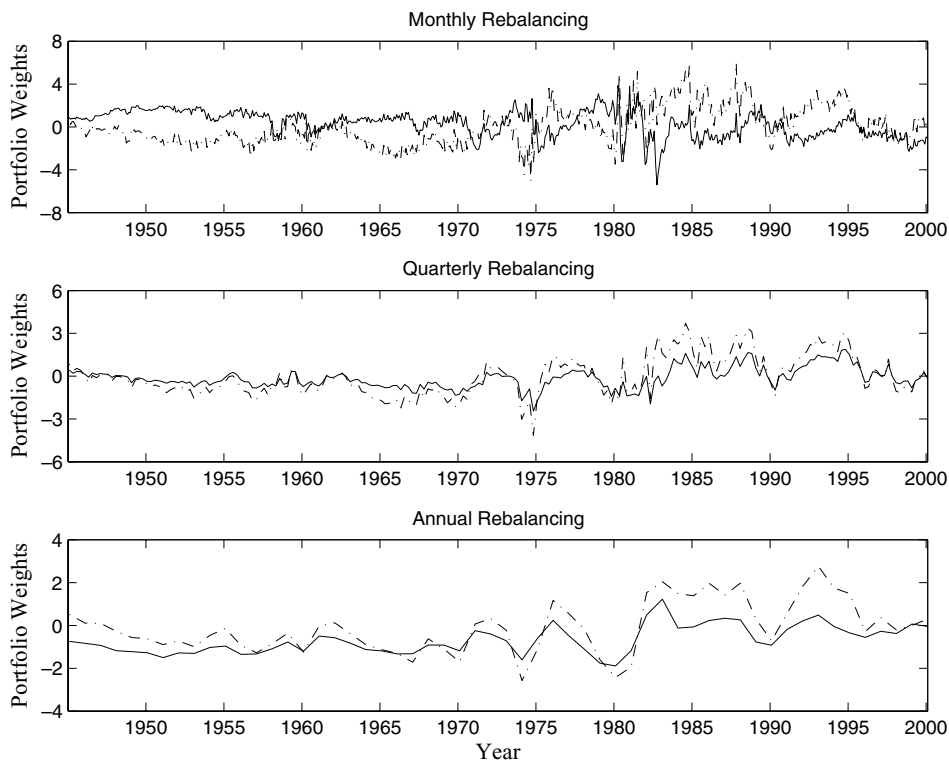 Monthly Rebalancing
Portfolio Weights
8
4
0
−4
−8
1950 1955 1960 1965 1970 1975 1980 1985 1990 1995 2000
Quarterly Rebalancing
Portfolio Weights
6
3
0
−3
−6
1950 1955 1960 1965 1970 1975 1980 1985 1990 1995 2000
Annual Rebalancing
Portfolio Weights
4
2
0
−2
−4
1950 1955 1960 1965 1970 1975 1980 1985 1990 1995 2000
Year